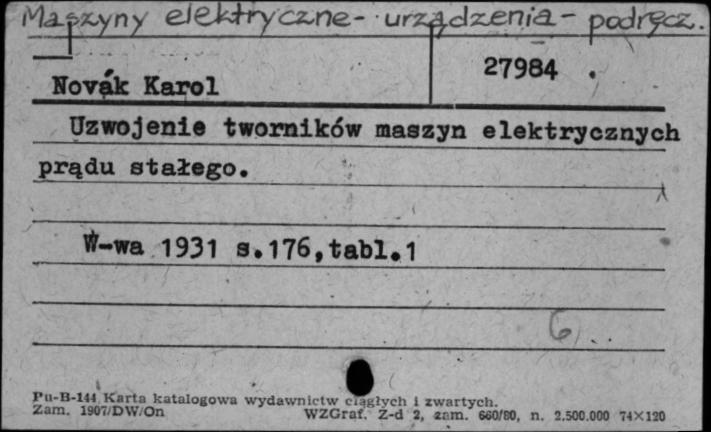 Maszyny elektryczne - urządzenia - podręcz.
Novák Karol
27984 .
Uzwojenie tworników maszyn elektrycznych
prądu stałego.
W-wa 1931 s.176,tabl.1
6
Pu-B-144 Karta katalogowa wydawnictw ciągłych i zwartych.
Zam. 1907/DW/On WZGraf. Z-d 2, zam. 660/80, n. 2.500.000 74×120